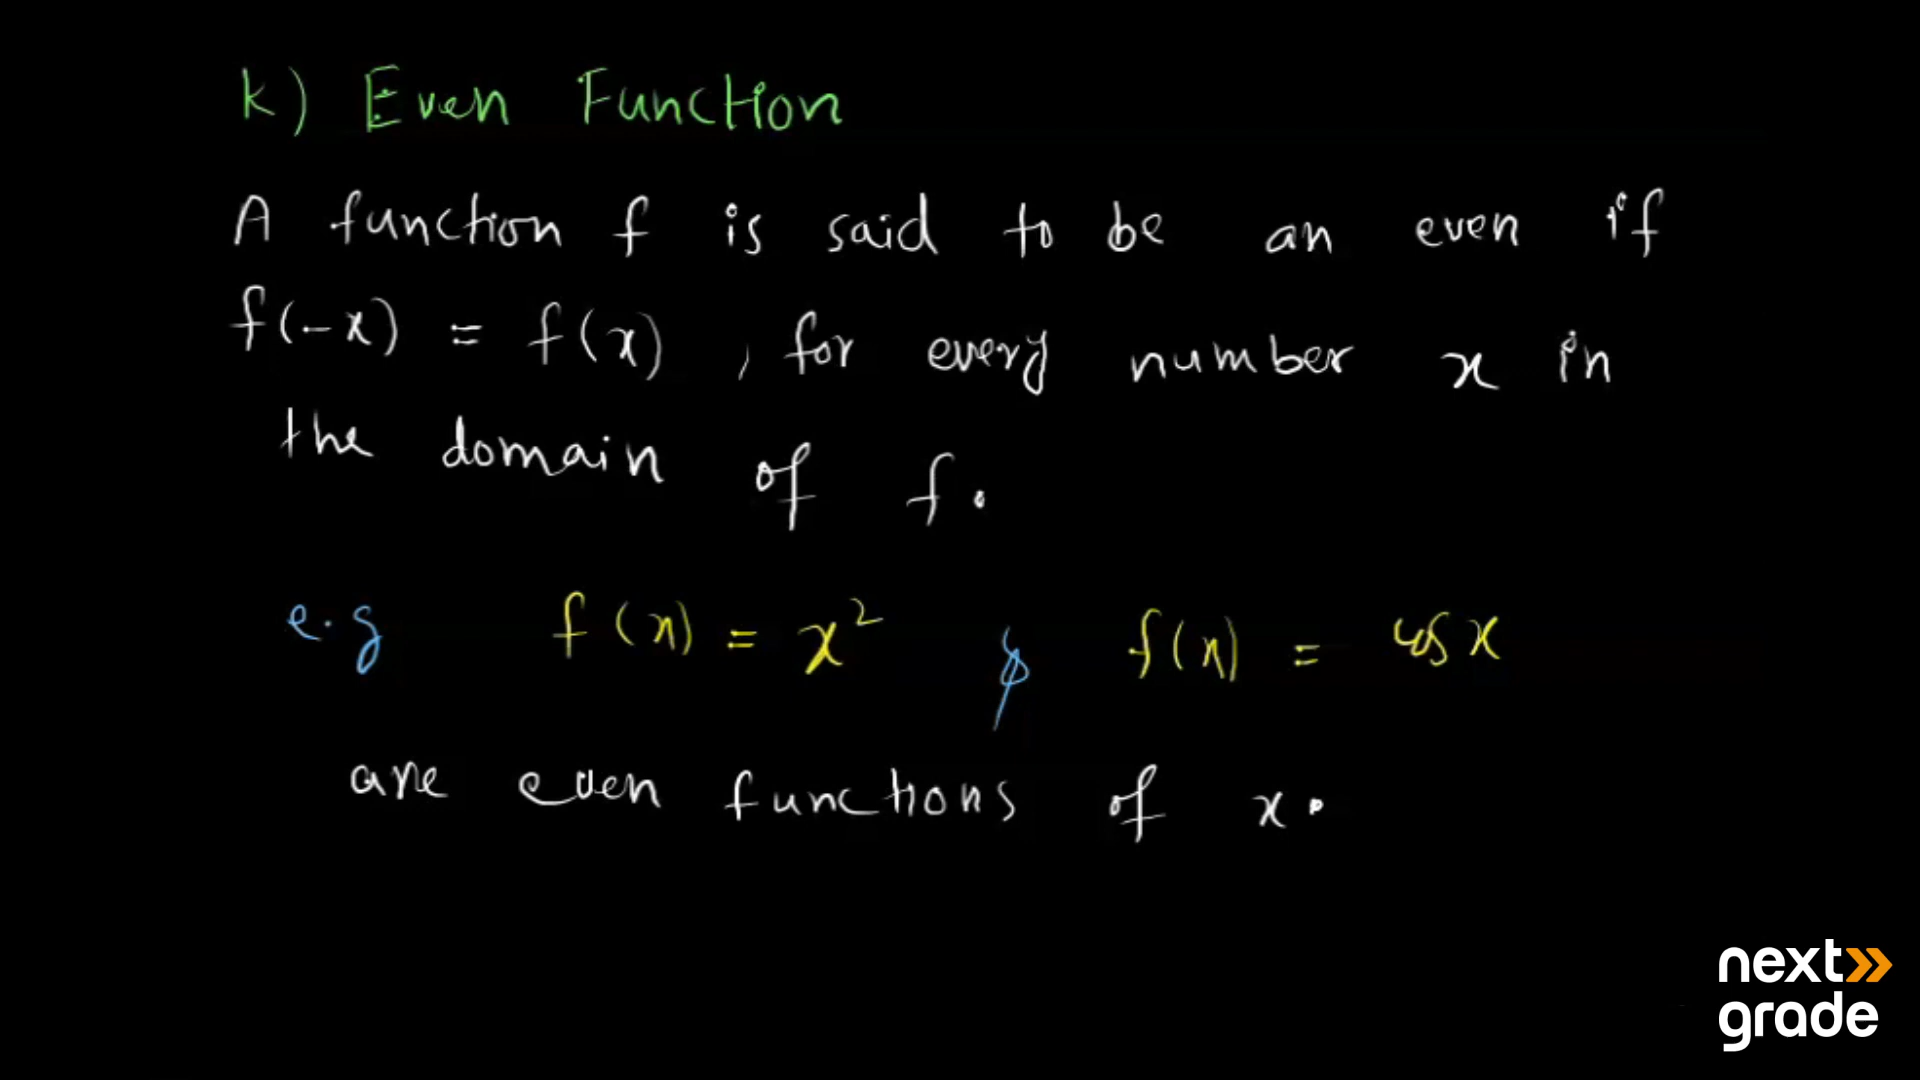 k) Even Function
A function f is said to be an even if
f(-x) = f(x) , for every number x in
the domain of f.
e.g f(x) = x² & f(x) = cos x
are even functions of x.
next
grade